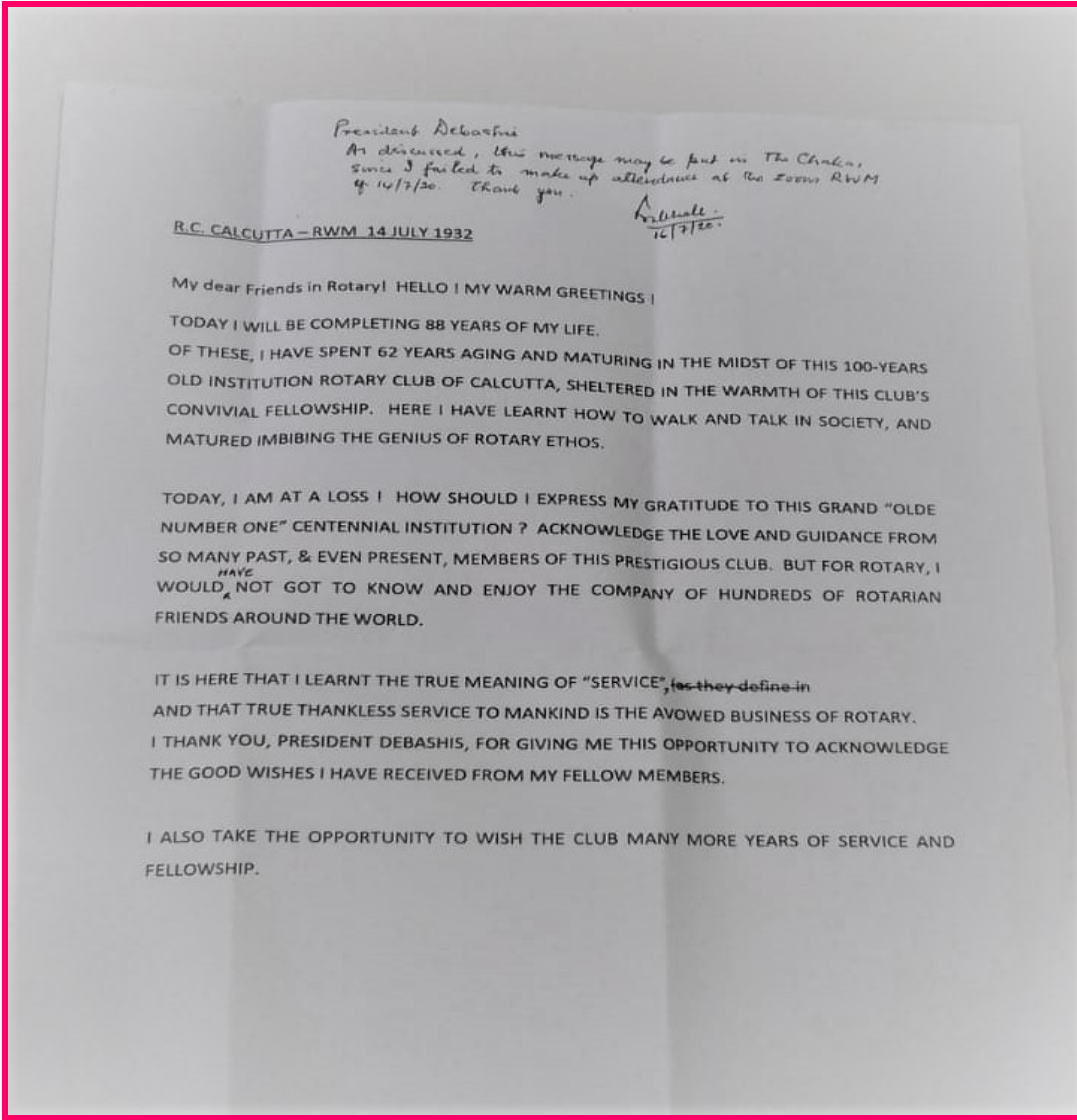 President Debashis
As discussed, this message may be put in The Chaka,
since I failed to make up attendance at the zoom RWM
of 14/7/20. Thank you.
16/7/20.
R.C. CALCUTTA – RWM 14 JULY 1932
My dear Friends in Rotary! HELLO ! MY WARM GREETINGS !
TODAY I WILL BE COMPLETING 88 YEARS OF MY LIFE.
OF THESE, I HAVE SPENT 62 YEARS AGING AND MATURING IN THE MIDST OF THIS 100-YEARS
OLD INSTITUTION ROTARY CLUB OF CALCUTTA, SHELTERED IN THE WARMTH OF THIS CLUB'S
CONVIVIAL FELLOWSHIP. HERE I HAVE LEARNT HOW TO WALK AND TALK IN SOCIETY, AND
MATURED IMBIBING THE GENIUS OF ROTARY ETHOS.
TODAY, I AM AT A LOSS ! HOW SHOULD I EXPRESS MY GRATITUDE TO THIS GRAND "OLDE
NUMBER ONE" CENTENNIAL INSTITUTION ? ACKNOWLEDGE THE LOVE AND GUIDANCE FROM
SO MANY PAST, & EVEN PRESENT, MEMBERS OF THIS PRESTIGIOUS CLUB. BUT FOR ROTARY, I
HAVE
WOULD NOT GOT TO KNOW AND ENJOY THE COMPANY OF HUNDREDS OF ROTARIAN
FRIENDS AROUND THE WORLD.
IT IS HERE THAT I LEARNT THE TRUE MEANING OF "SERVICE", (as they define in
AND THAT TRUE THANKLESS SERVICE TO MANKIND IS THE AVOWED BUSINESS OF ROTARY.
I THANK YOU, PRESIDENT DEBASHIS, FOR GIVING ME THIS OPPORTUNITY TO ACKNOWLEDGE
THE GOOD WISHES I HAVE RECEIVED FROM MY FELLOW MEMBERS.
I ALSO TAKE THE OPPORTUNITY TO WISH THE CLUB MANY MORE YEARS OF SERVICE AND
FELLOWSHIP.